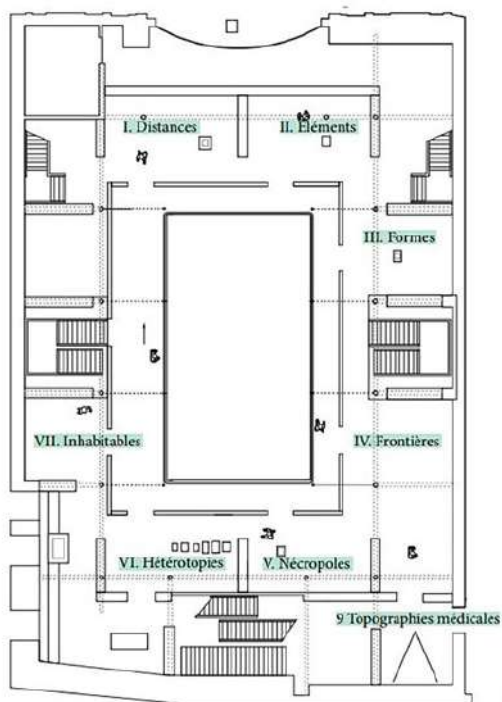 I. Distances
II. Éléments
III. Formes
VII. Inhabitables
IV. Frontières
VI. Hétérotopies
V. Nécropoles
9 Topographies médicales